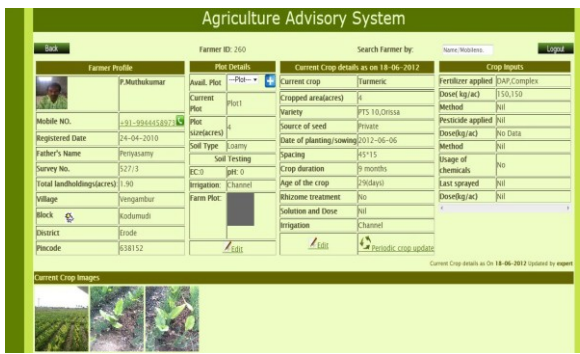 Agriculture Advisory System
Back Farmer ID: 260 Search Farmer by: Name/Mobileno. Logout
Farmer Profile
P.Muthukumar
Mobile NO. +91-9944458973
Registered Date 24-04-2010
Father's Name Periyasamy
Survey No. 527/3
Total landholdings(acres) 1.90
Village Vengambur
Block Kodumudi
District Erode
Pincode 638152
Plot Details
Avail. Plot --Plot--
Current Plot Plot1
Plot size(acres) 4
Soil Type Loamy
Soil Testing
EC:0 pH: 0
Irrigation: Channel
Farm Plot:
Edit
Current Crop details as on 18-06-2012
Current crop Turmeric
Cropped area(acres) 4
Variety PTS 10,Orissa
Source of seed Private
Date of planting/sowing 2012-06-06
Spacing 45*15
Crop duration 9 months
Age of the crop 29(days)
Rhizome treatment No
Solution and Dose Nil
Irrigation Channel
Edit Periodic crop update
Crop Inputs
Fertilizer applied DAP,Complex
Dose( kg/ac) 150,150
Method Nil
Pesticide applied Nil
Dose(kg/ac) No Data
Method Nil
Usage of chemicals No
Last sprayed Nil
Dose(kg/ac) Nil
Current Crop details as On 18-06-2012 Updated by expert
Current Crop Images